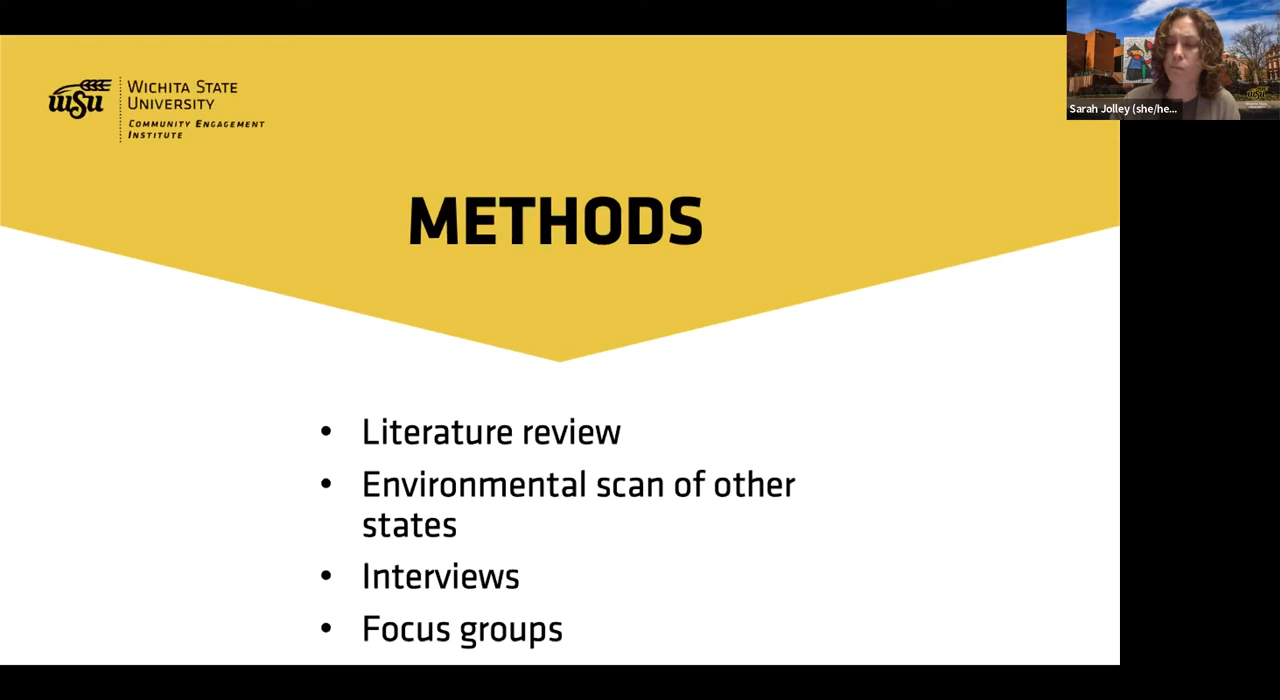 WSU
WICHITA STATE
UNIVERSITY
COMMUNITY ENGAGEMENT
INSTITUTE
Sarah Jolley (she/he...
METHODS
• Literature review
• Environmental scan of other
states
• Interviews
• Focus groups